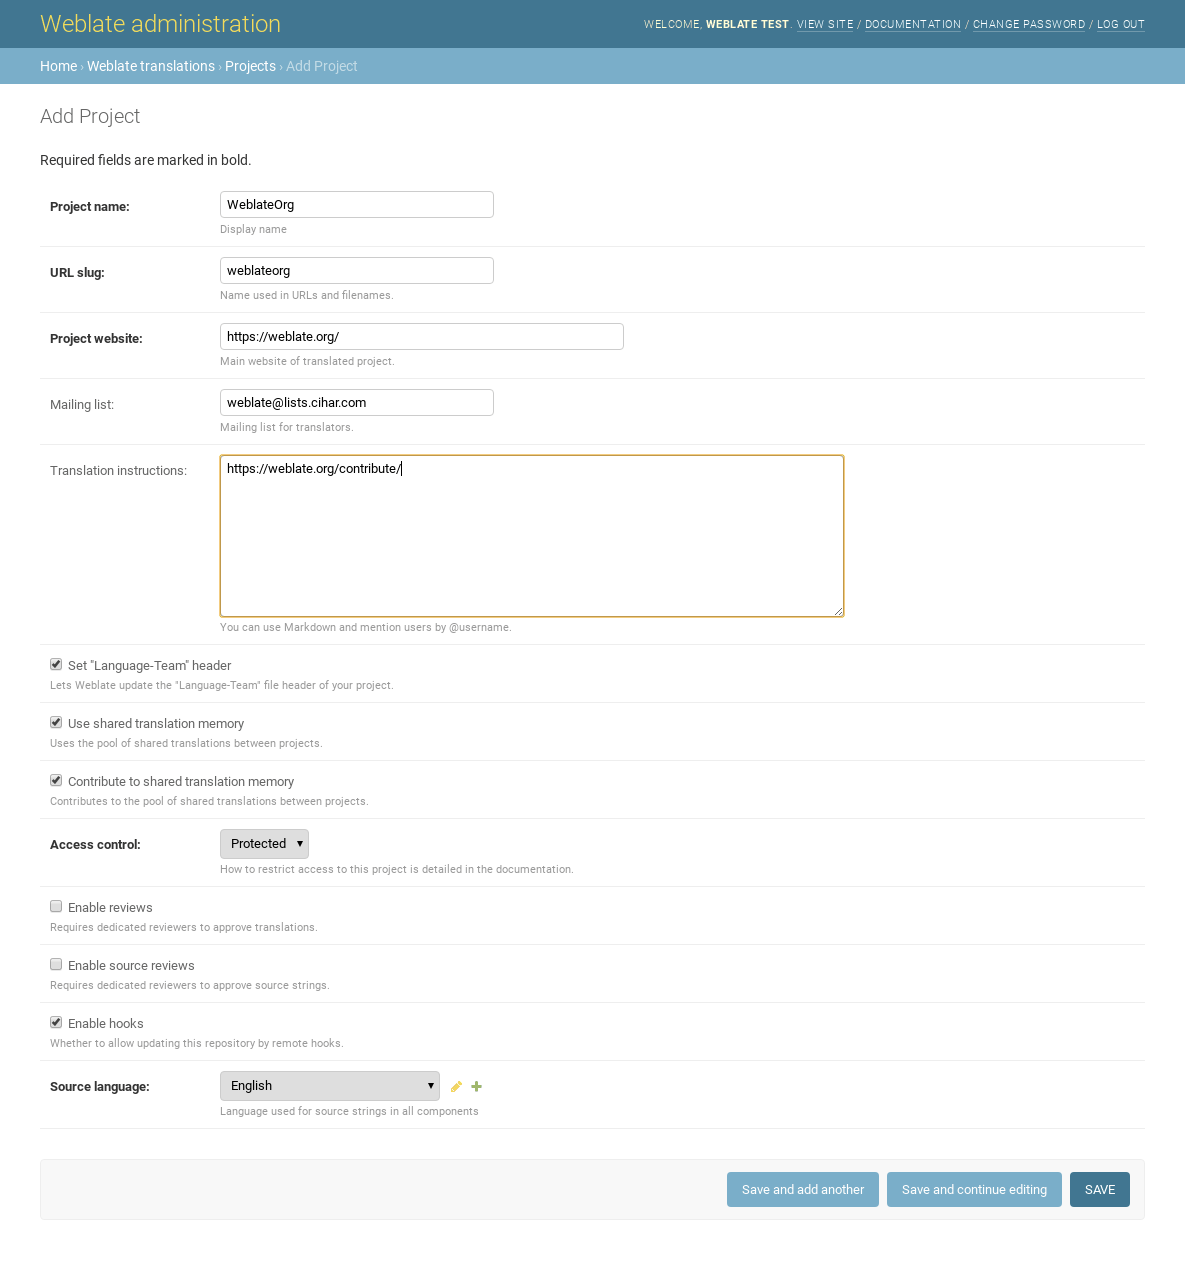 Weblate administration
WELCOME, WEBLATE TEST. VIEW SITE / DOCUMENTATION / CHANGE PASSWORD / LOG OUT
Home › Weblate translations › Projects › Add Project
Add Project
Required fields are marked in bold.
Project name: WeblateOrg
Display name
URL slug: weblateorg
Name used in URLs and filenames.
Project website: https://weblate.org/
Main website of translated project.
Mailing list: weblate@lists.cihar.com
Mailing list for translators.
Translation instructions: https://weblate.org/contribute/
You can use Markdown and mention users by @username.
Set "Language-Team" header
Lets Weblate update the "Language-Team" file header of your project.
Use shared translation memory
Uses the pool of shared translations between projects.
Contribute to shared translation memory
Contributes to the pool of shared translations between projects.
Access control: Protected
How to restrict access to this project is detailed in the documentation.
Enable reviews
Requires dedicated reviewers to approve translations.
Enable source reviews
Requires dedicated reviewers to approve source strings.
Enable hooks
Whether to allow updating this repository by remote hooks.
Source language: English
Language used for source strings in all components
Save and add another Save and continue editing SAVE